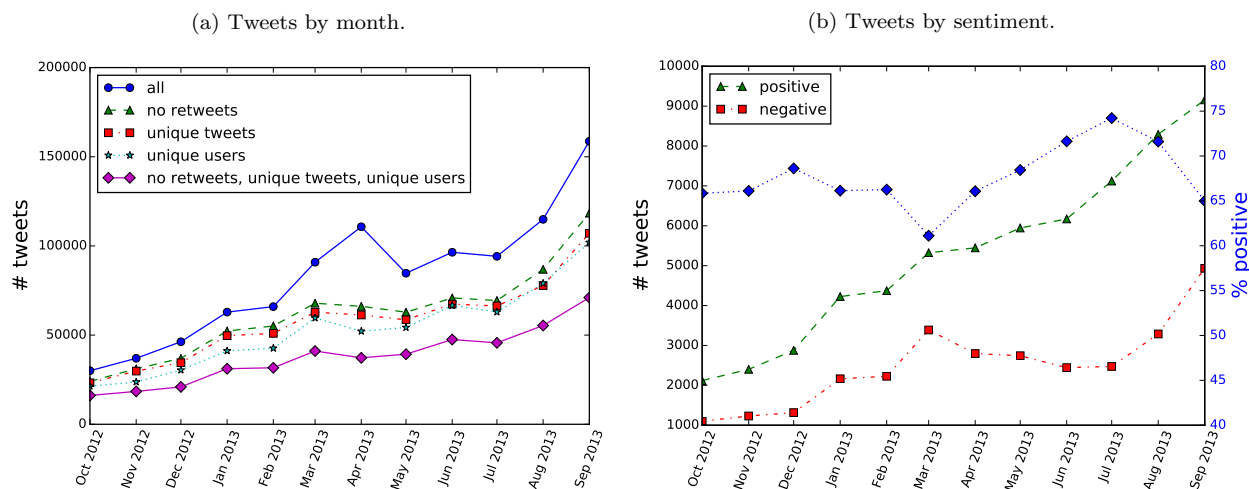 (a) Tweets by month.
200000
150000
100000
50000
0
# tweets
all
no retweets
unique tweets
unique users
no retweets, unique tweets, unique users
Oct 2012
Nov 2012
Dec 2012
Jan 2013
Feb 2013
Mar 2013
Apr 2013
May 2013
Jun 2013
Jul 2013
Aug 2013
Sep 2013
(b) Tweets by sentiment.
10000
9000
8000
7000
6000
5000
4000
3000
2000
1000
# tweets
positive
negative
80
75
70
65
60
55
50
45
40
% positive
Oct 2012
Nov 2012
Dec 2012
Jan 2013
Feb 2013
Mar 2013
Apr 2013
May 2013
Jun 2013
Jul 2013
Aug 2013
Sep 2013